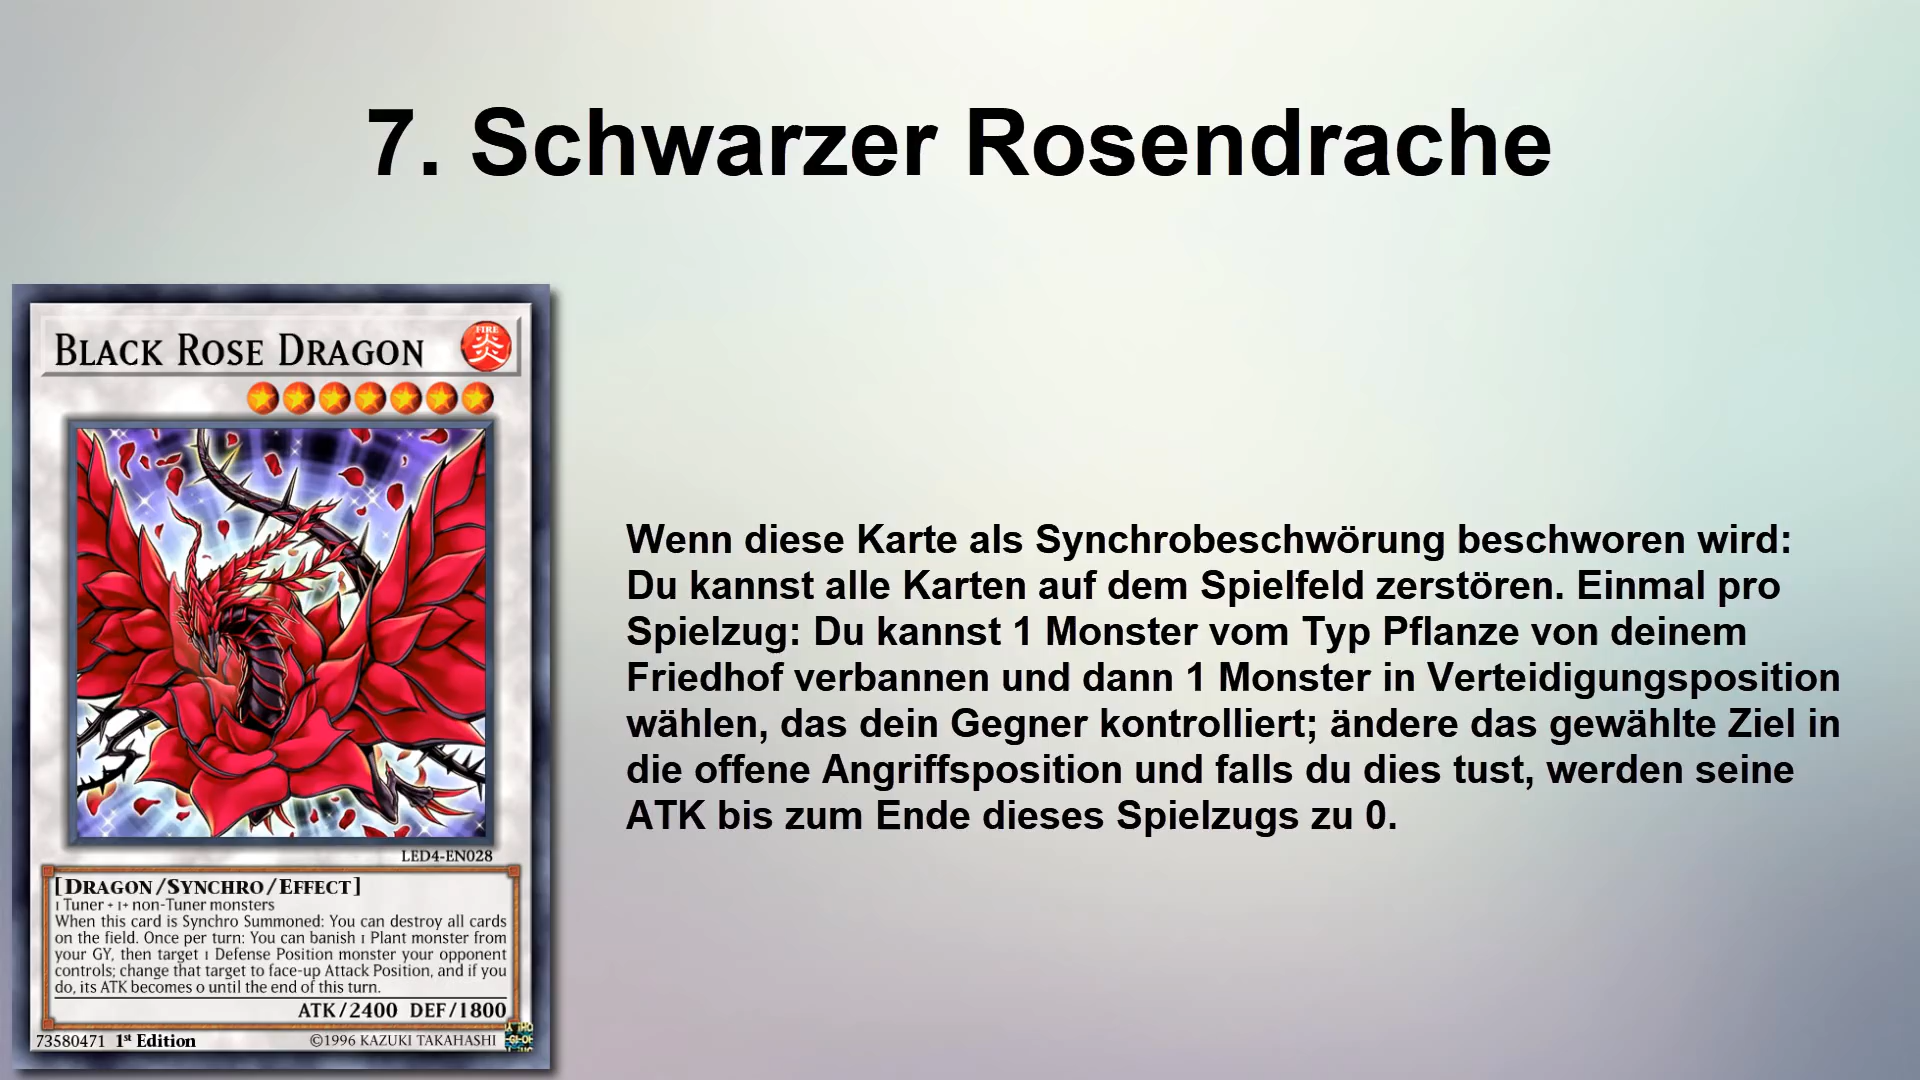 7. Schwarzer Rosendrache
BLACK ROSE DRAGON
FIRE
炎
LED4-EN028
[DRAGON/SYNCHRO/EFFECT]
1 Tuner + 1+ non-Tuner monsters
When this card is Synchro Summoned: You can destroy all cards
on the field. Once per turn: You can banish 1 Plant monster from
your GY, then target 1 Defense Position monster your opponent
controls; change that target to face-up Attack Position, and if you
do, its ATK becomes 0 until the end of this turn.
ATK/2400 DEF/1800
73580471 1st Edition
©1996 KAZUKI TAKAHASHI
Wenn diese Karte als Synchrobeschwörung beschworen wird:
Du kannst alle Karten auf dem Spielfeld zerstören. Einmal pro
Spielzug: Du kannst 1 Monster vom Typ Pflanze von deinem
Friedhof verbannen und dann 1 Monster in Verteidigungsposition
wählen, das dein Gegner kontrolliert; ändere das gewählte Ziel in
die offene Angriffsposition und falls du dies tust, werden seine
ATK bis zum Ende dieses Spielzugs zu 0.